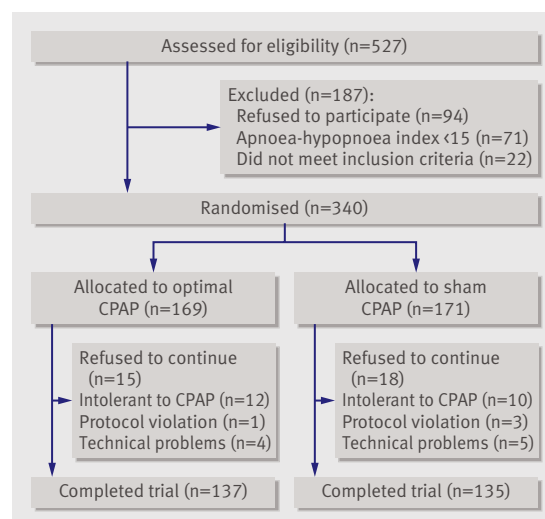 Assessed for eligibility (n=527)
Excluded (n=187):
Refused to participate (n=94)
Apnoea-hypopnoea index <15 (n=71)
Did not meet inclusion criteria (n=22)
Randomised (n=340)
Allocated to optimal
CPAP (n=169)
Allocated to sham
CPAP (n=171)
Refused to continue
(n=15)
Intolerant to CPAP (n=12)
Protocol violation (n=1)
Technical problems (n=4)
Refused to continue
(n=18)
Intolerant to CPAP (n=10)
Protocol violation (n=3)
Technical problems (n=5)
Completed trial (n=137)
Completed trial (n=135)